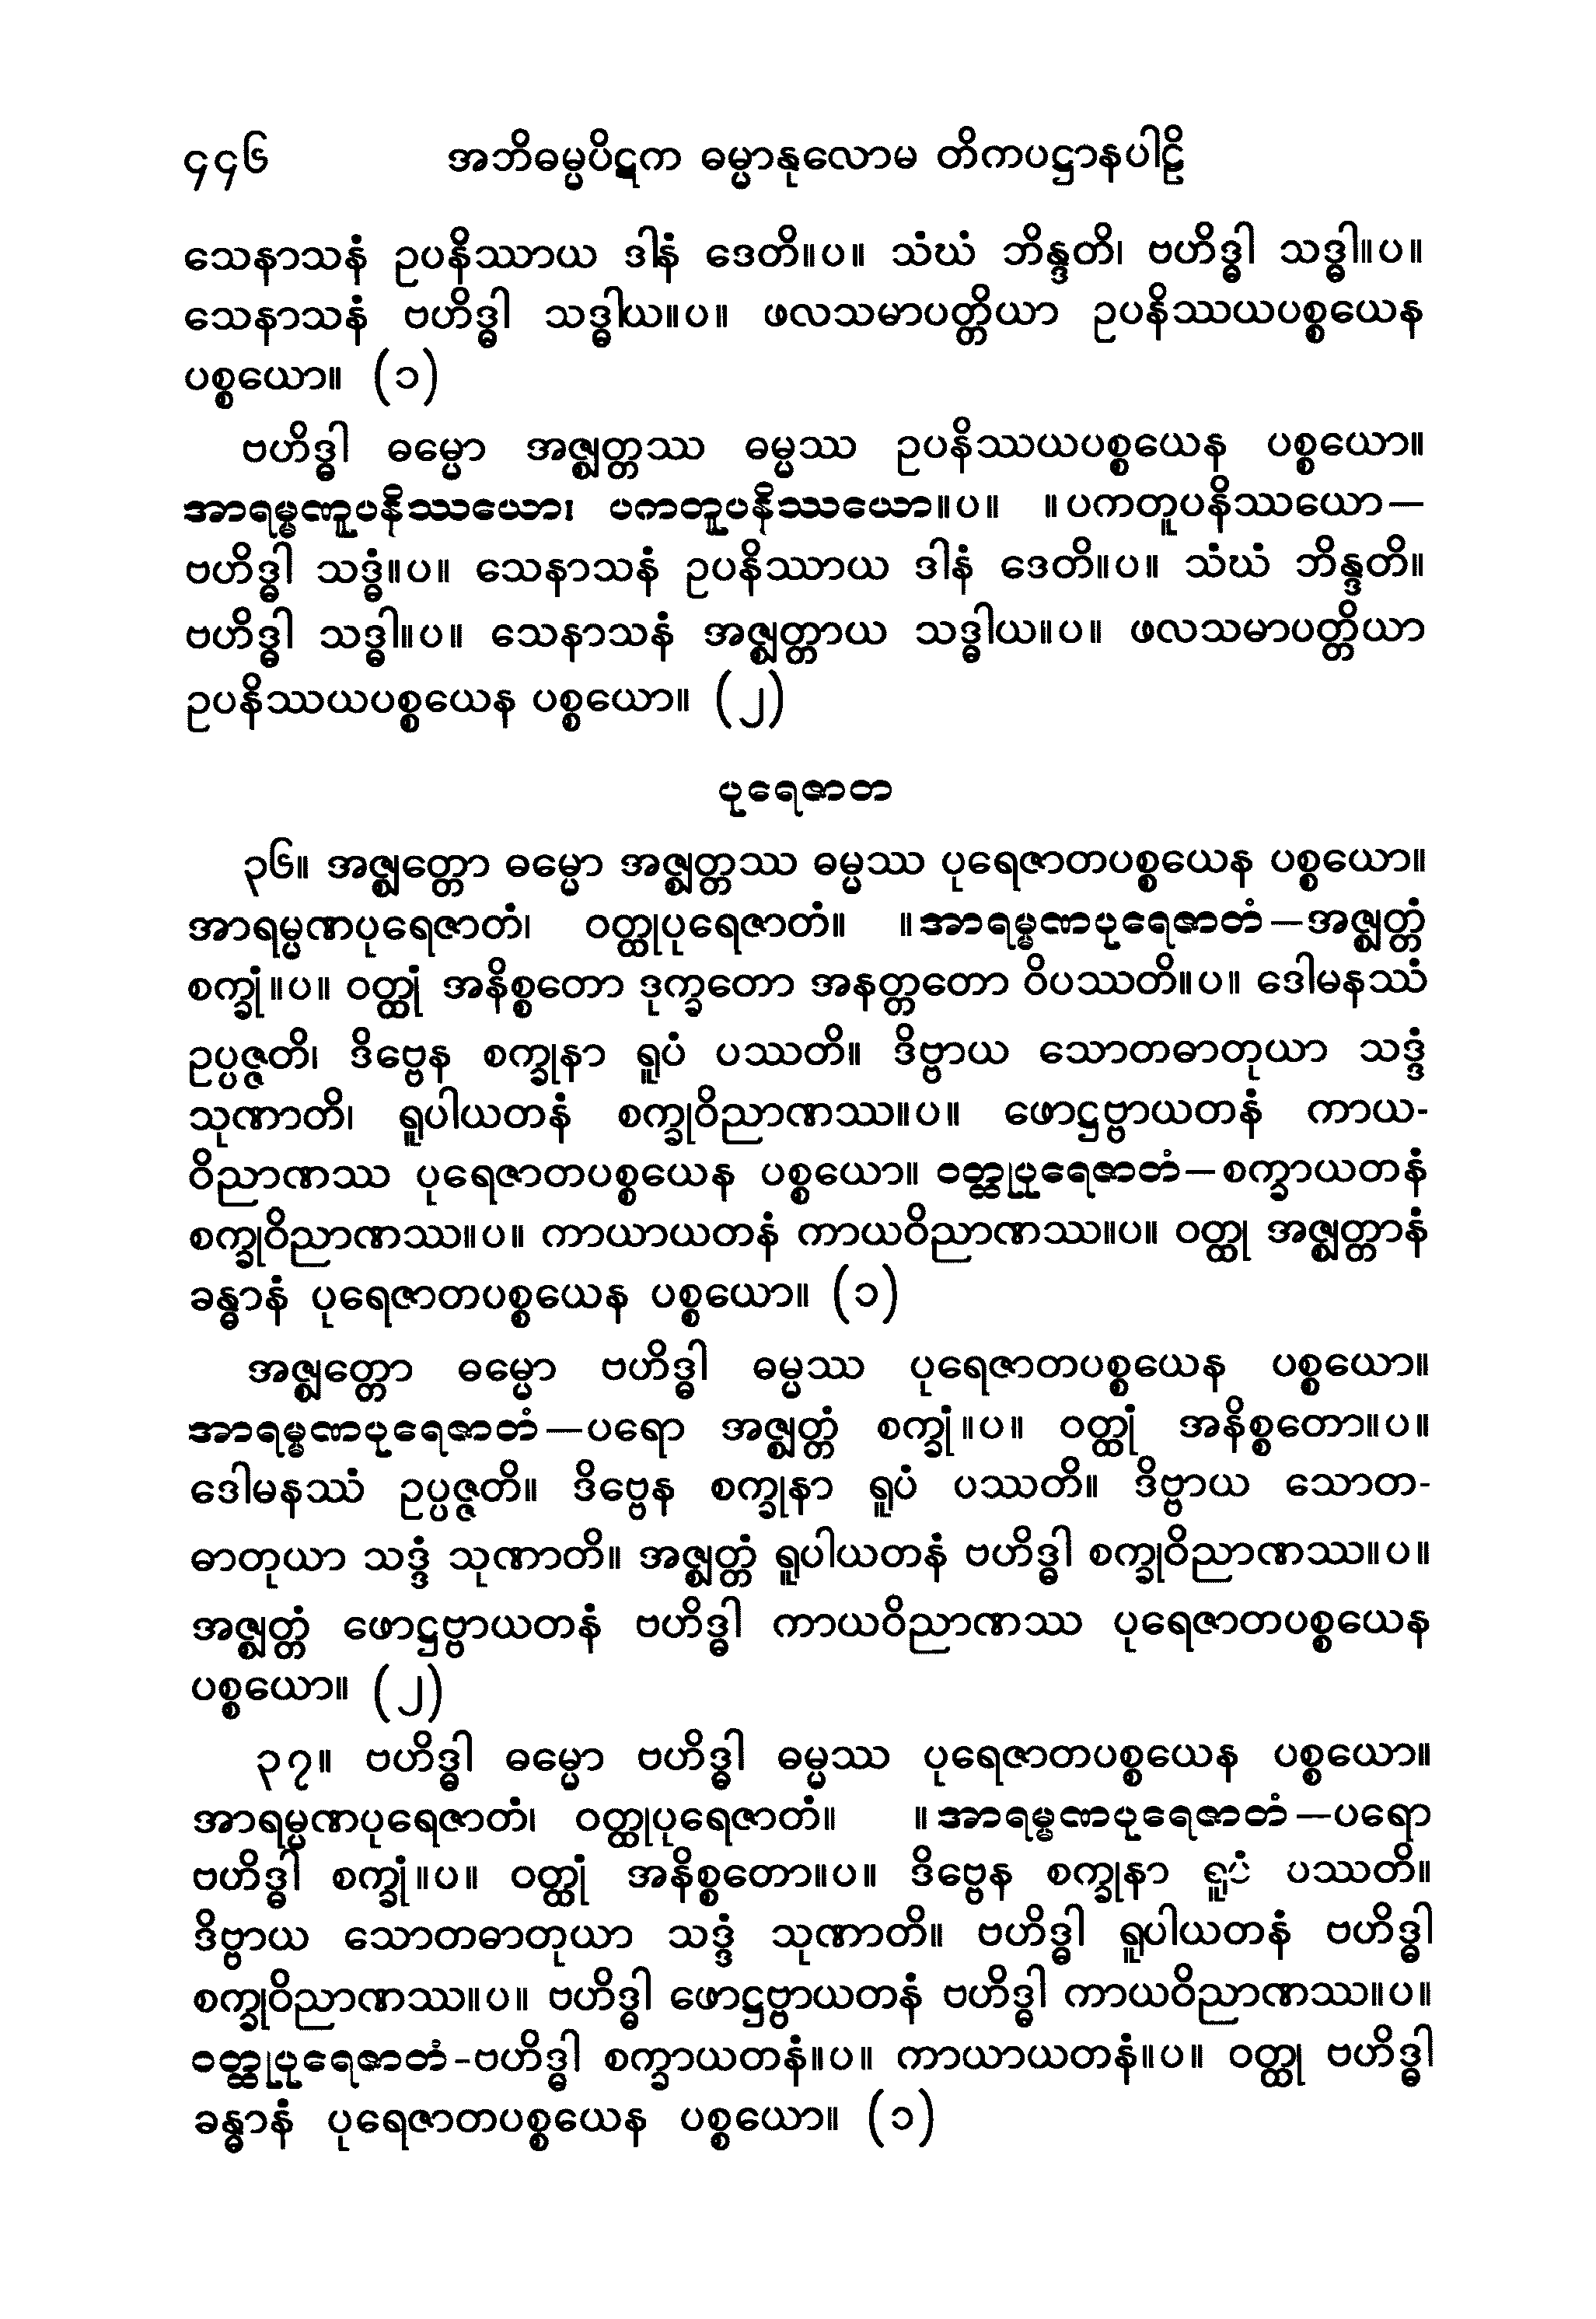 ၄၄၆ အဘိဓမ္မပိဋက ဓမ္မာနုလောမ တိကပဋ္ဌာနပါဠိ
သေနာသနံ ဥပနိဿာယ ဒါနံ ဒေတိ။ပ။ သံဃံ ဘိန္ဒတိ၊ ဗဟိဒ္ဓါ သဒ္ဓါ။ပ။
သေနာသနံ ဗဟိဒ္ဓါ သဒ္ဓါယ။ပ။ ဖလသမာပတ္တိယာ ဥပနိဿယပစ္စယေန
ပစ္စယော။ (၁)
ဗဟိဒ္ဓါ ဓမ္မော အဇ္ဈတ္တဿ ဓမ္မဿ ဥပနိဿယပစ္စယေန ပစ္စယော။
အာရမ္မဏူပနိဿယော၊ ပကတူပနိဿယော။ပ။ ။ပကတူပနိဿယော—
ဗဟိဒ္ဓါ သဒ္ဓံ။ပ။ သေနာသနံ ဥပနိဿာယ ဒါနံ ဒေတိ။ပ။ သံဃံ ဘိန္ဒတိ။
ဗဟိဒ္ဓါ သဒ္ဓါ။ပ။ သေနာသနံ အဇ္ဈတ္တာယ သဒ္ဓါယ။ပ။ ဖလသမာပတ္တိယာ
ဥပနိဿယပစ္စယေန ပစ္စယော။ (၂)
ပုရေဇာတ
၃၆။ အဇ္ဈတ္တော ဓမ္မော အဇ္ဈတ္တဿ ဓမ္မဿ ပုရေဇာတပစ္စယေန ပစ္စယော။
အာရမ္မဏပုရေဇာတံ၊ ဝတ္ထုပုရေဇာတံ။ ။အာရမ္မဏပုရေဇာတံ—အဇ္ဈတ္တံ
စက္ခုံ။ပ။ ဝတ္ထုံ အနိစ္စတော ဒုက္ခတော အနတ္တတော ဝိပဿတိ။ပ။ ဒေါမနဿံ
ဥပ္ပဇ္ဇတိ၊ ဒိဗ္ဗေန စက္ခုနာ ရူပံ ပဿတိ။ ဒိဗ္ဗာယ သောတဓာတုယာ သဒ္ဒံ
သုဏာတိ၊ ရူပါယတနံ စက္ခုဝိညာဏဿ။ပ။ ဖောဋ္ဌဗ္ဗာယတနံ ကာယ-
ဝိညာဏဿ ပုရေဇာတပစ္စယေန ပစ္စယော။ ဝတ္ထုပုရေဇာတံ—စက္ခာယတနံ
စက္ခုဝိညာဏဿ။ပ။ ကာယာယတနံ ကာယဝိညာဏဿ။ပ။ ဝတ္ထု အဇ္ဈတ္တာနံ
ခန္ဓာနံ ပုရေဇာတပစ္စယေန ပစ္စယော။ (၁)
အဇ္ဈတ္တော ဓမ္မော ဗဟိဒ္ဓါ ဓမ္မဿ ပုရေဇာတပစ္စယေန ပစ္စယော။
အာရမ္မဏပုရေဇာတံ—ပရော အဇ္ဈတ္တံ စက္ခုံ။ပ။ ဝတ္ထုံ အနိစ္စတော။ပ။
ဒေါမနဿံ ဥပ္ပဇ္ဇတိ။ ဒိဗ္ဗေန စက္ခုနာ ရူပံ ပဿတိ။ ဒိဗ္ဗာယ သောတ-
ဓာတုယာ သဒ္ဒံ သုဏာတိ။ အဇ္ဈတ္တံ ရူပါယတနံ ဗဟိဒ္ဓါ စက္ခုဝိညာဏဿ။ပ။
အဇ္ဈတ္တံ ဖောဋ္ဌဗ္ဗာယတနံ ဗဟိဒ္ဓါ ကာယဝိညာဏဿ ပုရေဇာတပစ္စယေန
ပစ္စယော။ (၂)
၃၇။ ဗဟိဒ္ဓါ ဓမ္မော ဗဟိဒ္ဓါ ဓမ္မဿ ပုရေဇာတပစ္စယေန ပစ္စယော။
အာရမ္မဏပုရေဇာတံ၊ ဝတ္ထုပုရေဇာတံ။ ။အာရမ္မဏပုရေဇာတံ—ပရော
ဗဟိဒ္ဓါ စက္ခုံ။ပ။ ဝတ္ထုံ အနိစ္စတော။ပ။ ဒိဗ္ဗေန စက္ခုနာ ရူပံ ပဿတိ။
ဒိဗ္ဗာယ သောတဓာတုယာ သဒ္ဒံ သုဏာတိ။ ဗဟိဒ္ဓါ ရူပါယတနံ ဗဟိဒ္ဓါ
စက္ခုဝိညာဏဿ။ပ။ ဗဟိဒ္ဓါ ဖောဋ္ဌဗ္ဗာယတနံ ဗဟိဒ္ဓါ ကာယဝိညာဏဿ။ပ။
ဝတ္ထုပုရေဇာတံ-ဗဟိဒ္ဓါ စက္ခာယတနံ။ပ။ ကာယာယတနံ။ပ။ ဝတ္ထု ဗဟိဒ္ဓါ
ခန္ဓာနံ ပုရေဇာတပစ္စယေန ပစ္စယော။ (၁)